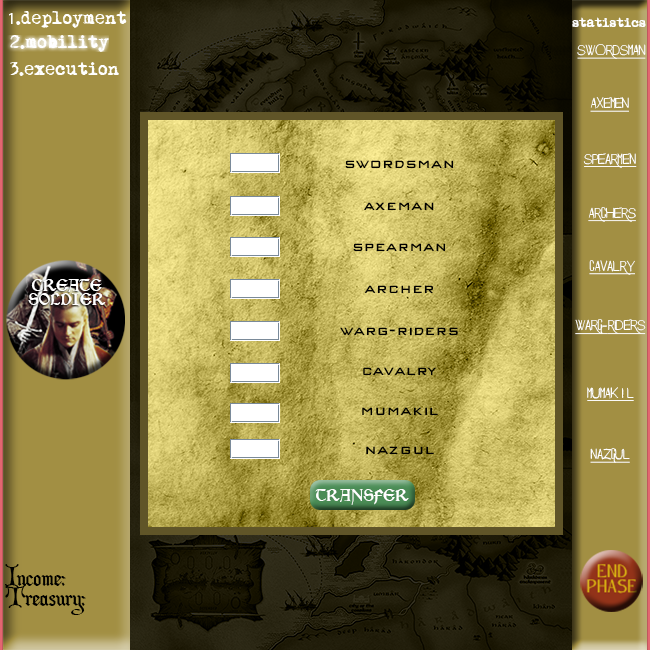 1.deployment
2.mobility
3.execution
CREATE
SOLDIER
Income:
Treasury:
SWORDSMAN
AXEMAN
SPEARMAN
ARCHER
WARG-RIDERS
CAVALRY
MUMAKIL
NAZGUL
TRANSFER
statistics
SWORDSMAN
AXEMEN
SPEARMEN
ARCHERS
CAVALRY
WARG-RIDERS
MUMAKIL
NAZGUL
END
PHASE